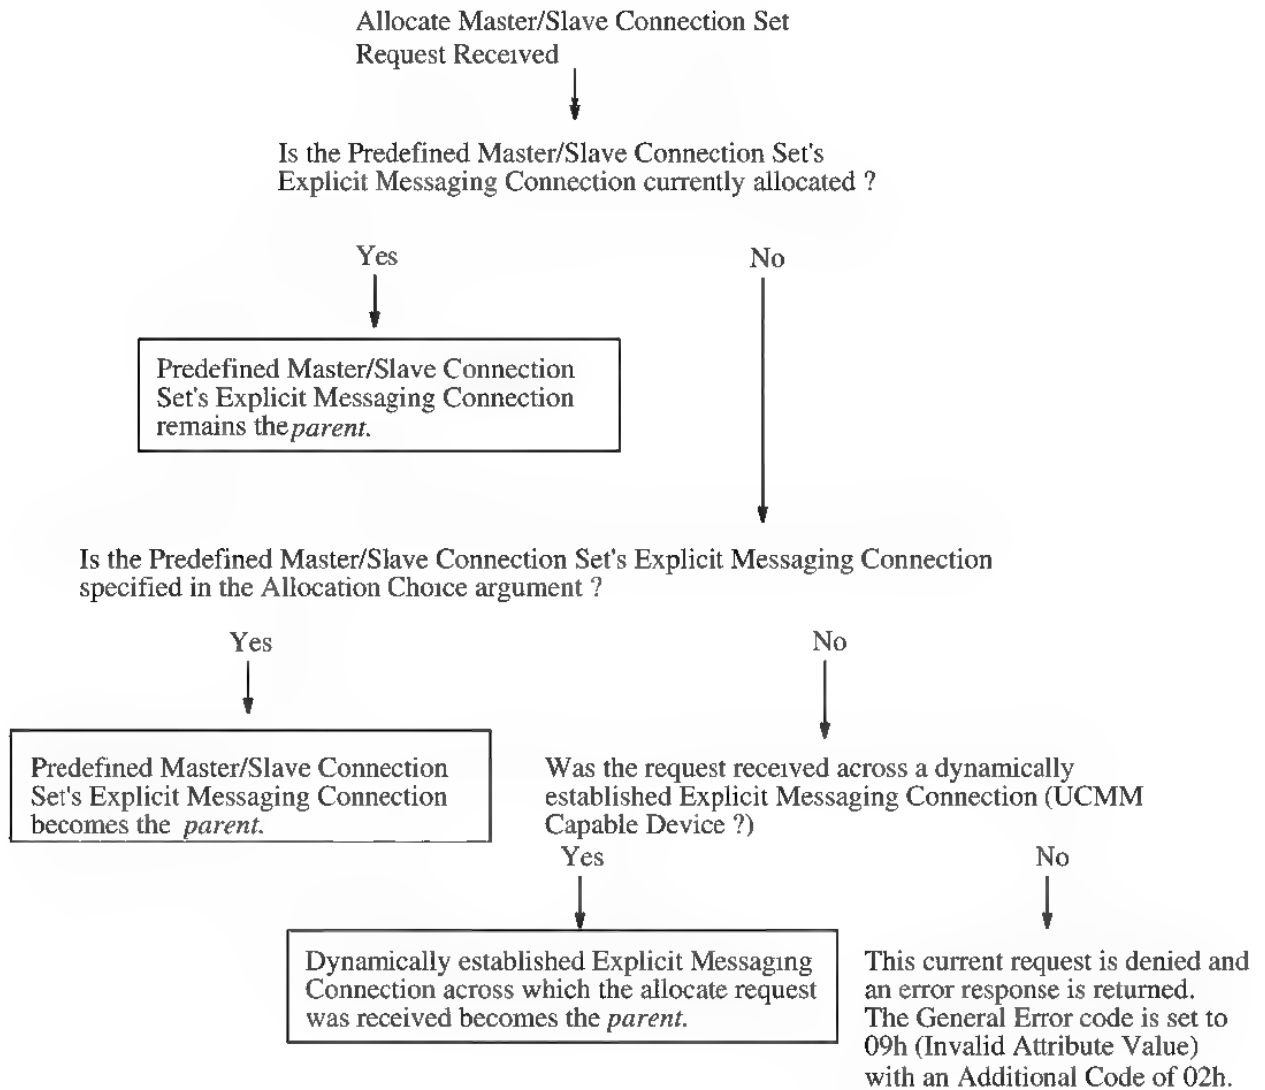 Allocate Master/Slave Connection Set
Request Received
Is the Predefined Master/Slave Connection Set's
Explicit Messaging Connection currently allocated ?
Yes
No
Predefined Master/Slave Connection
Set's Explicit Messaging Connection
remains the parent.
Is the Predefined Master/Slave Connection Set's Explicit Messaging Connection
specified in the Allocation Choice argument ?
Yes
No
Predefined Master/Slave Connection
Set's Explicit Messaging Connection
becomes the parent.
Was the request received across a dynamically
established Explicit Messaging Connection (UCMM
Capable Device ?)
Yes
No
Dynamically established Explicit Messaging
Connection across which the allocate request
was received becomes the parent.
This current request is denied and
an error response is returned.
The General Error code is set to
09h (Invalid Attribute Value)
with an Additional Code of 02h.